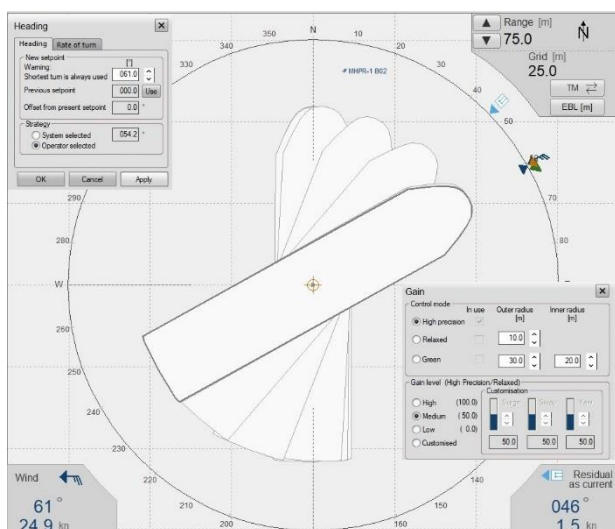 Heading
Heading
Rate of turn
New setpoint
Warning:
Shortest turn is always used
[°]
061.0
Previous setpoint
000.0
Use
Offset from present setpoint
0.0 °
Strategy
System selected
054.2 °
Operator selected
OK
Cancel
Apply
N
350
340
330
10
20
30
40
50
70
80
MHPR-1 B02
Range [m]
75.0
N
Grid [m]
25.0
TM
EBL [m]
290
280
W
260
250
240
230
220
200
160
150
140
Gain
Control mode
In use
Outer radius
[m]
Inner radius
[m]
High precision
Relaxed
10.0
Green
30.0
20.0
Gain level (High Precision/Relaxed)
High (100.0)
Medium (50.0)
Low (0.0)
Customised
Customisation
Surge
Sway
Yaw
50.0
50.0
50.0
Wind
61°
24.9 kn
Residual
as current
046°
1.5 kn